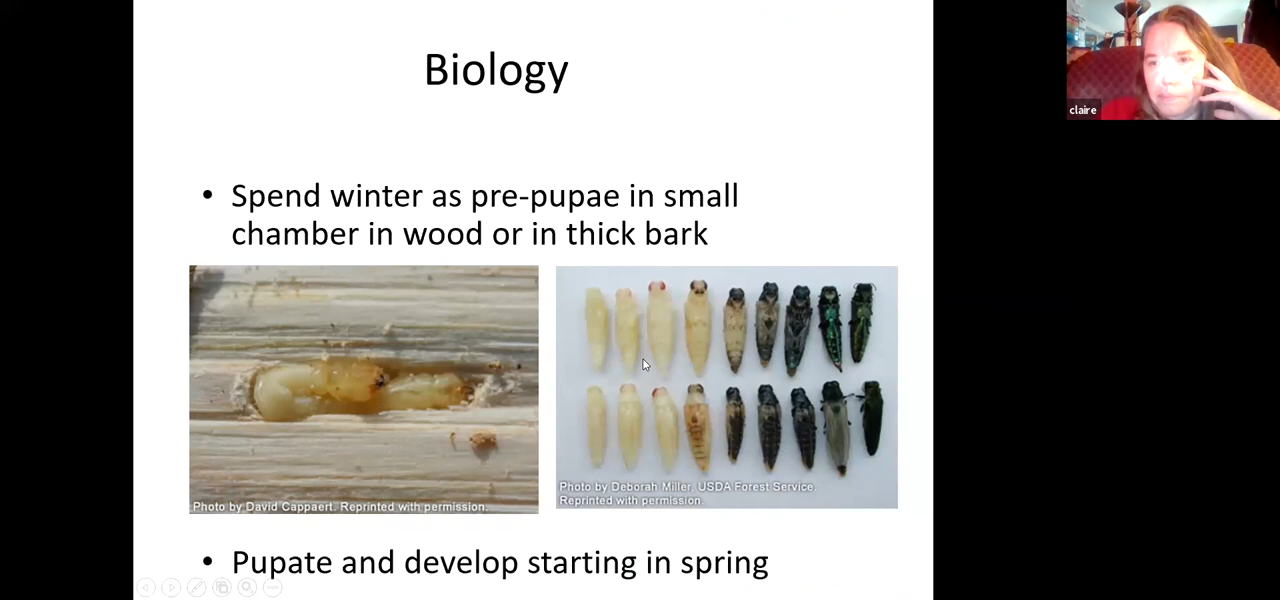 Biology
claire
• Spend winter as pre-pupae in small
chamber in wood or in thick bark
Photo by David Cappaert. Reprinted with permission.
Photo by Deborah Miller, USDA Forest Service.
Reprinted with permission.
• Pupate and develop starting in spring